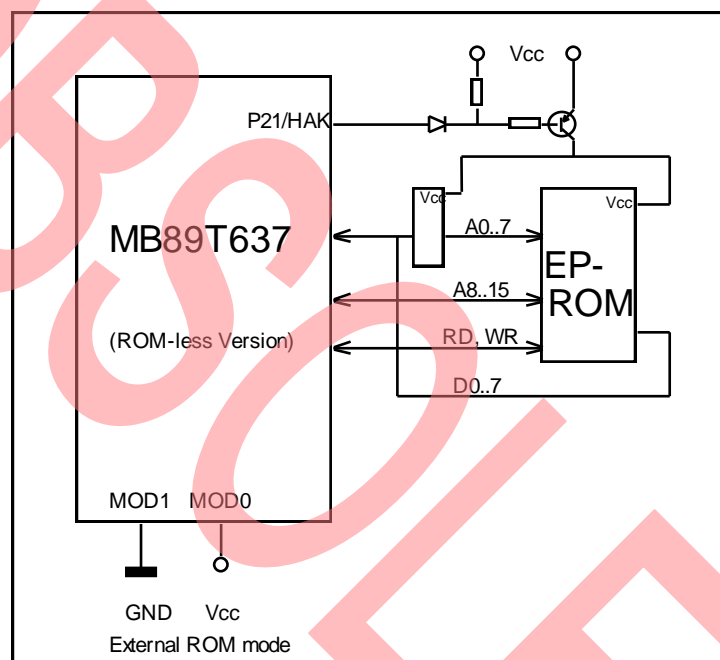 Vcc
P21/HAK
Vcc
Vcc
A0..7
MB89T637
EP-
ROM
A8..15
(ROM-less Version)
RD, WR
D0..7
MOD1 MOD0
GND Vcc
External ROM mode